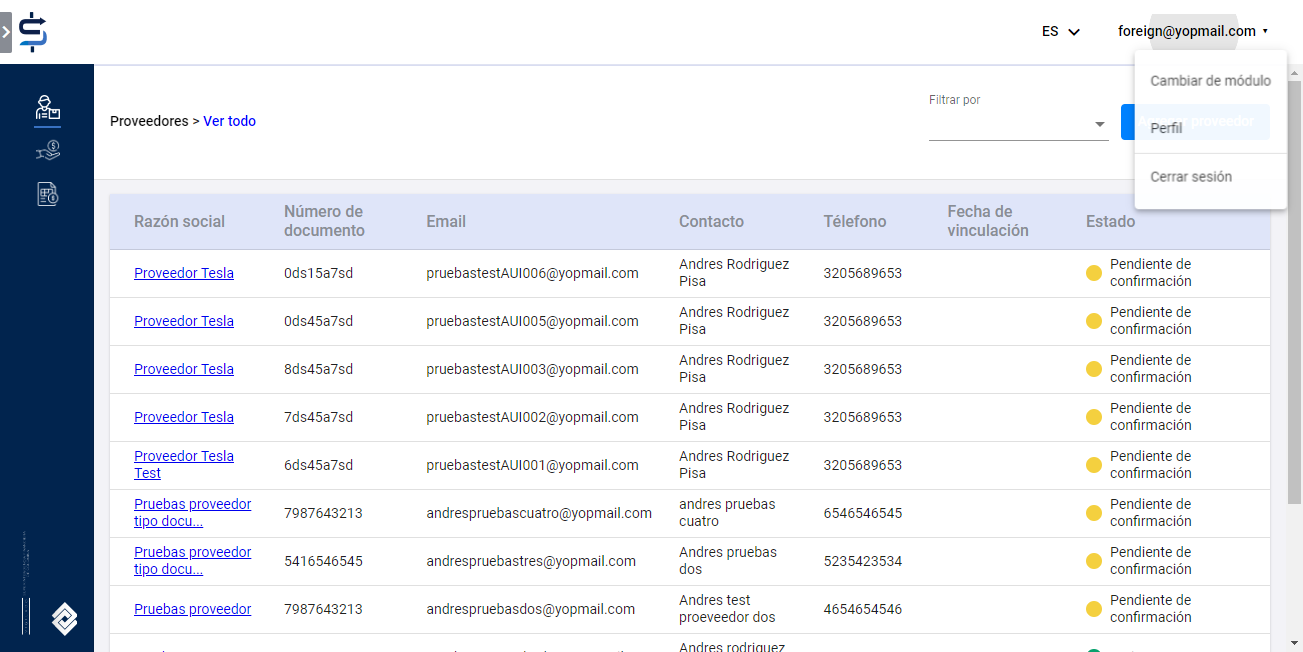 ES
foreign@yopmail.com
Cambiar de módulo
Perfil
Cerrar sesión
Proveedores > Ver todo
Filtrar por
proveedor
Razón social
Número de
documento
Email
Contacto
Télefono
Fecha de
vinculación
Estado
Proveedor Tesla
0ds15a7sd
pruebastestAUI006@yopmail.com
Andres Rodriguez
Pisa
3205689653
Pendiente de
confirmación
Proveedor Tesla
0ds45a7sd
pruebastestAUI005@yopmail.com
Andres Rodriguez
Pisa
3205689653
Pendiente de
confirmación
Proveedor Tesla
8ds45a7sd
pruebastestAUI003@yopmail.com
Andres Rodriguez
Pisa
3205689653
Pendiente de
confirmación
Proveedor Tesla
7ds45a7sd
pruebastestAUI002@yopmail.com
Andres Rodriguez
Pisa
3205689653
Pendiente de
confirmación
Proveedor Tesla
Test
6ds45a7sd
pruebastestAUI001@yopmail.com
Andres Rodriguez
Pisa
3205689653
Pendiente de
confirmación
Pruebas proveedor
tipo docu...
7987643213
andrespruebascuatro@yopmail.com
andres pruebas
cuatro
6546546545
Pendiente de
confirmación
Pruebas proveedor
tipo docu...
5416546545
andrespruebastres@yopmail.com
Andres pruebas
dos
5235423534
Pendiente de
confirmación
Pruebas proveedor
7987643213
andrespruebasdos@yopmail.com
Andres test
proeveedor dos
4654654546
Pendiente de
confirmación
Andres rodriguez